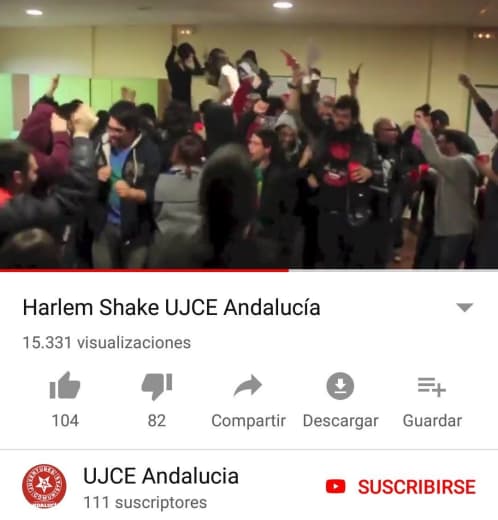 Harlem Shake UJCE Andalucía
15.331 visualizaciones
104
82
Compartir
Descargar
Guardar
UJCE Andalucia
111 suscriptores
SUSCRIBIRSE